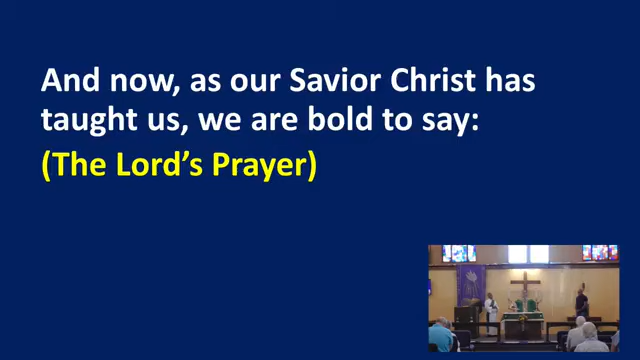 And now, as our Savior Christ has
taught us, we are bold to say:
(The Lord’s Prayer)